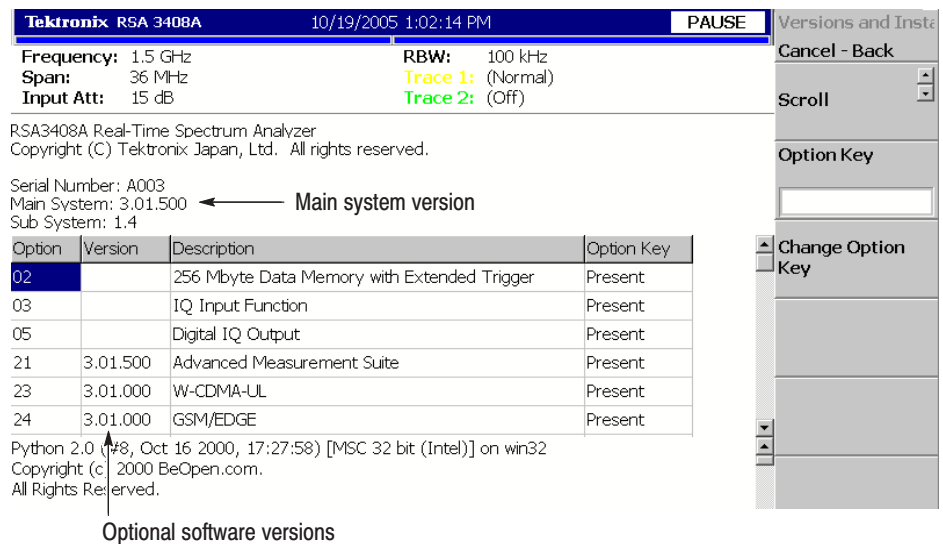 Tektronix RSA 3408A 10/19/2005 1:02:14 PM PAUSE
Frequency: 1.5 GHz RBW: 100 kHz
Span: 36 MHz Trace 1: (Normal)
Input Att: 15 dB Trace 2: (Off)
RSA3408A Real-Time Spectrum Analyzer
Copyright (C) Tektronix Japan, Ltd. All rights reserved.
Serial Number: A003
Main System: 3.01.500 Main system version
Sub System: 1.4
Option Version Description Option Key
02 256 Mbyte Data Memory with Extended Trigger Present
03 IQ Input Function Present
05 Digital IQ Output Present
21 3.01.500 Advanced Measurement Suite Present
23 3.01.000 W-CDMA-UL Present
24 3.01.000 GSM/EDGE Present
Python 2.0 (#8, Oct 16 2000, 17:27:58) [MSC 32 bit (Intel)] on win32
Copyright (c) 2000 BeOpen.com.
All Rights Reserved.
Optional software versions
Versions and Insta
Cancel - Back
Scroll
Option Key
Change Option
Key